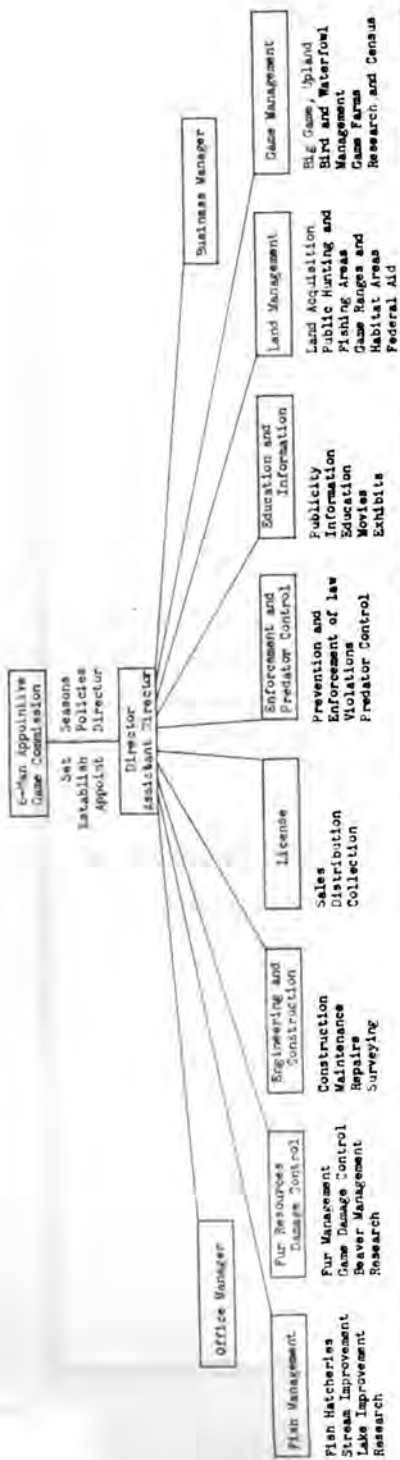 6-Man Appointive
Game Commission
Set Seasons
Establish Policies
Appoint Director
Director
Assistant Director
Office Manager
Business Manager
Fish Management
Fish Hatcheries
Stream Improvement
Lake Improvement
Research
Fur Resources
Damage Control
Fur Management
Game Damage Control
Beaver Management
Research
Engineering and
Construction
Construction
Maintenance
Repairs
Surveying
License
Sales
Distribution
Collection
Enforcement and
Predator Control
Prevention and
Enforcement of law
Violations
Predator Control
Education and
Information
Publicity
Information
Education
Movies
Exhibits
Land Management
Land Acquisition
Public Hunting and
Fishing Areas
Game Ranges and
Habitat Areas
Federal Aid
Game Management
Big Game, Upland
Bird and Waterfowl
Management
Game Farms
Research and Census